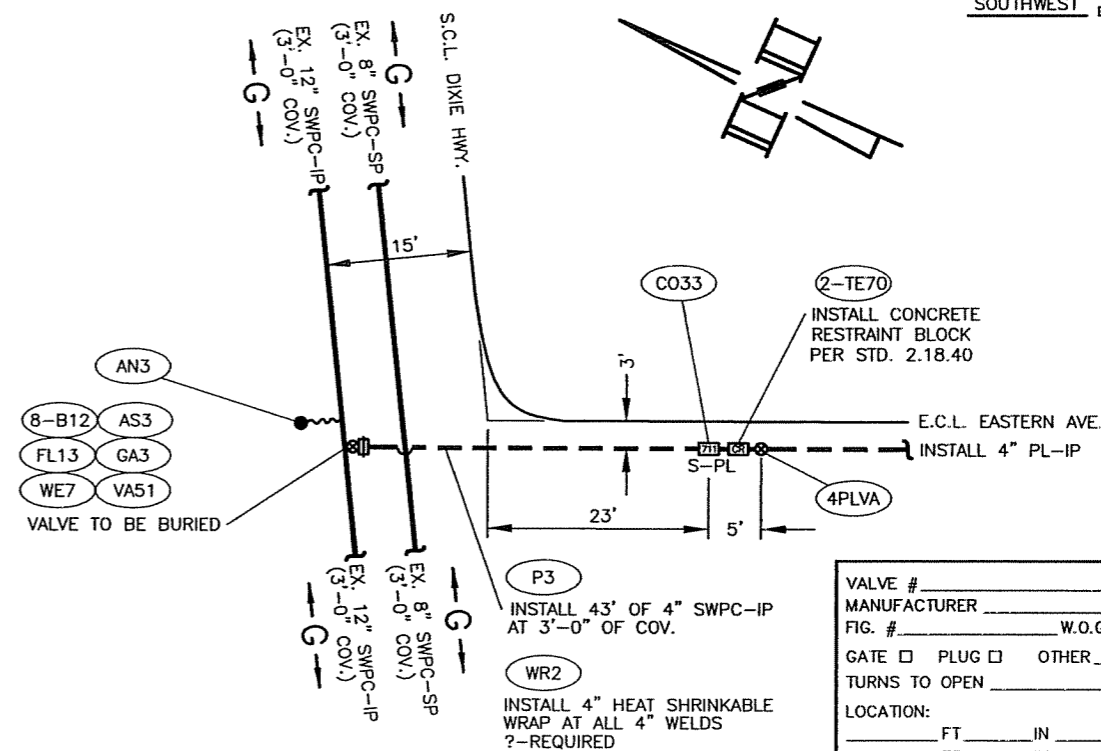 SOUTHWEST
EX. 12" SWPC-IP
(3'-0" COV.)
EX. 8" SWPC-SP
(3'-0" COV.)
G
G
S.C.L. DIXIE HWY.
15'
CO33
2-TE70
INSTALL CONCRETE
RESTRAINT BLOCK
PER STD. 2.18.40
AN3
3'
8-B12 AS3
FL13 GA3
WE7 VA51
VALVE TO BE BURIED
E.C.L. EASTERN AVE.
INSTALL 4" PL-IP
711
CR
S-PL
4PLVA
23'
5'
P3
INSTALL 43' OF 4" SWPC-IP
AT 3'-0" OF COV.
WR2
INSTALL 4" HEAT SHRINKABLE
WRAP AT ALL 4" WELDS
?-REQUIRED
G
EX. 12" SWPC-IP
(3'-0" COV.)
EX. 8" SWPC-SP
(3'-0" COV.)
G
VALVE #
MANUFACTURER
FIG. # W.O.G
GATE □ PLUG □ OTHER
TURNS TO OPEN
LOCATION:
FT IN